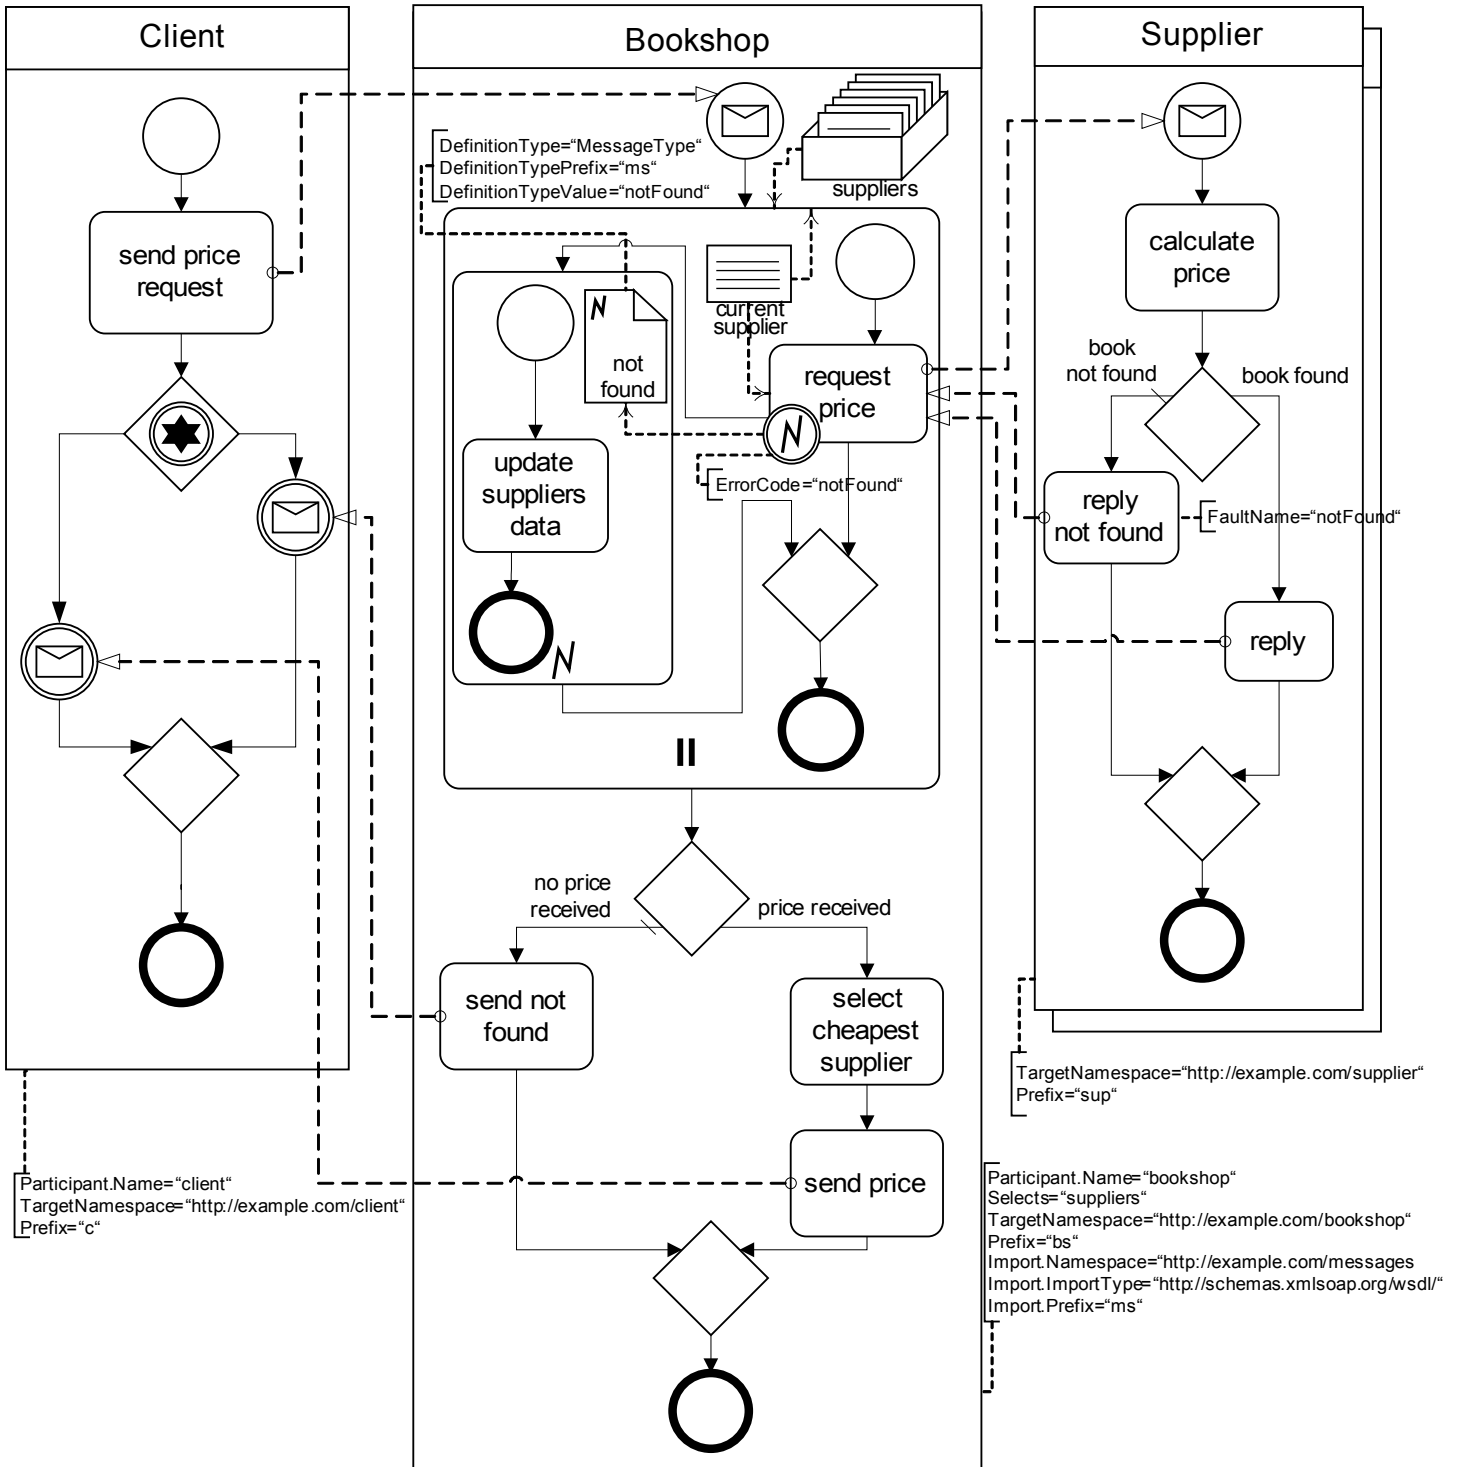 Client
Bookshop
Supplier
send price
request
DefinitionType=“MessageType“
DefinitionTypePrefix=“ms“
DefinitionTypeValue=“notFound“
suppliers
current
supplier
not
found
request
price
update
suppliers
data
ErrorCode=“notFound“
calculate
price
book
not found
book found
reply
not found
FaultName=“notFound“
reply
no price
received
price received
send not
found
select
cheapest
supplier
send price
TargetNamespace=“http://example.com/supplier“
Prefix=“sup“
Participant.Name=“client“
TargetNamespace=“http://example.com/client“
Prefix=“c“
Participant.Name=“bookshop“
Selects=“suppliers“
TargetNamespace=“http://example.com/bookshop“
Prefix=“bs“
Import.Namespace=“http://example.com/messages
Import.ImportType=“http://schemas.xmlsoap.org/wsdl/“
Import.Prefix=“ms“